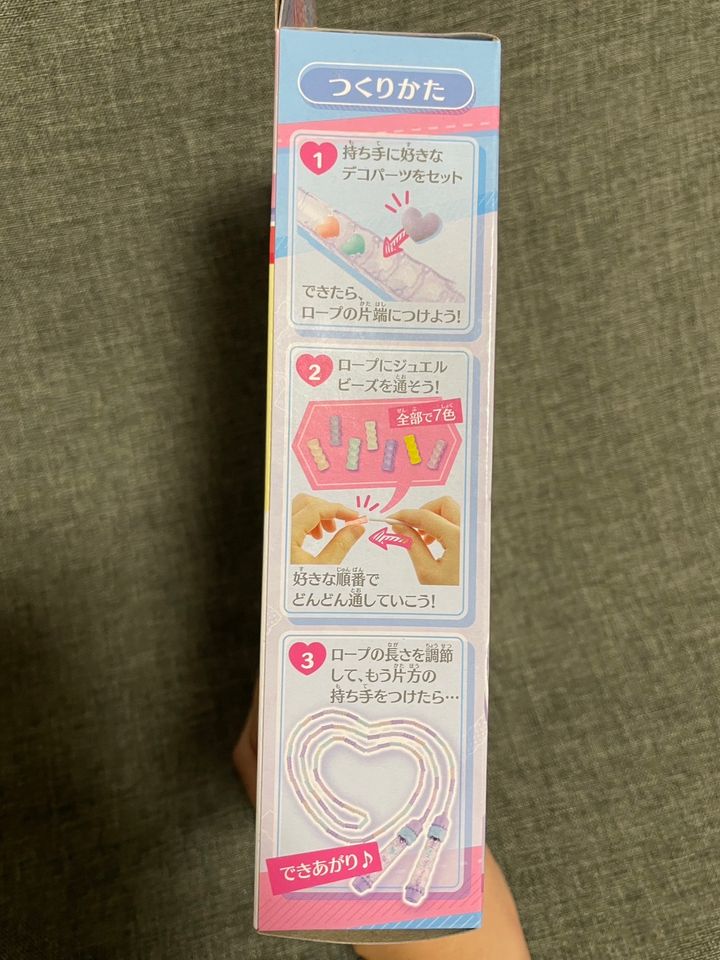 つくりかた
1 持ち手に好きな
デコパーツをセット
できたら、
ロープの片端につけよう!
2 ロープにジュエル
ビーズを通そう!
全部で7色
好きな順番で
どんどん通していこう!
3 ロープの長さを調節
して、もう片方の
持ち手をつけたら…
できあがり♪